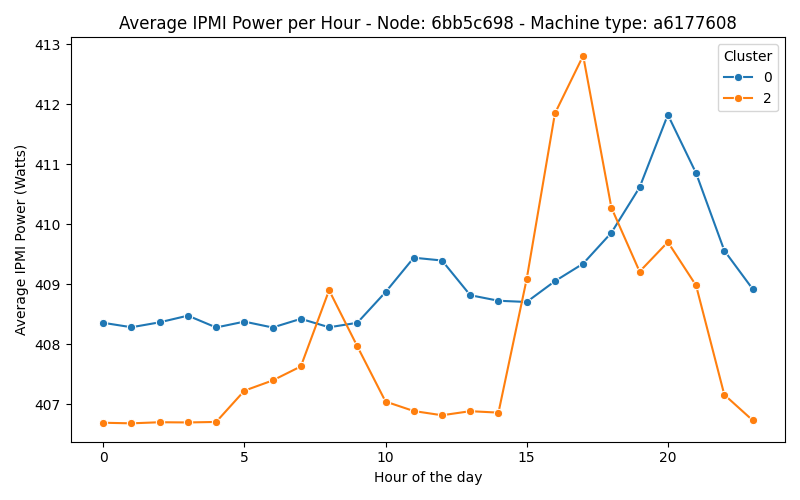 Average IPMI Power per Hour - Node: 6bb5c698 - Machine type: a6177608
Average IPMI Power (Watts)
413
412
411
410
409
408
407
Cluster
0
2
0 5 10 15 20
Hour of the day